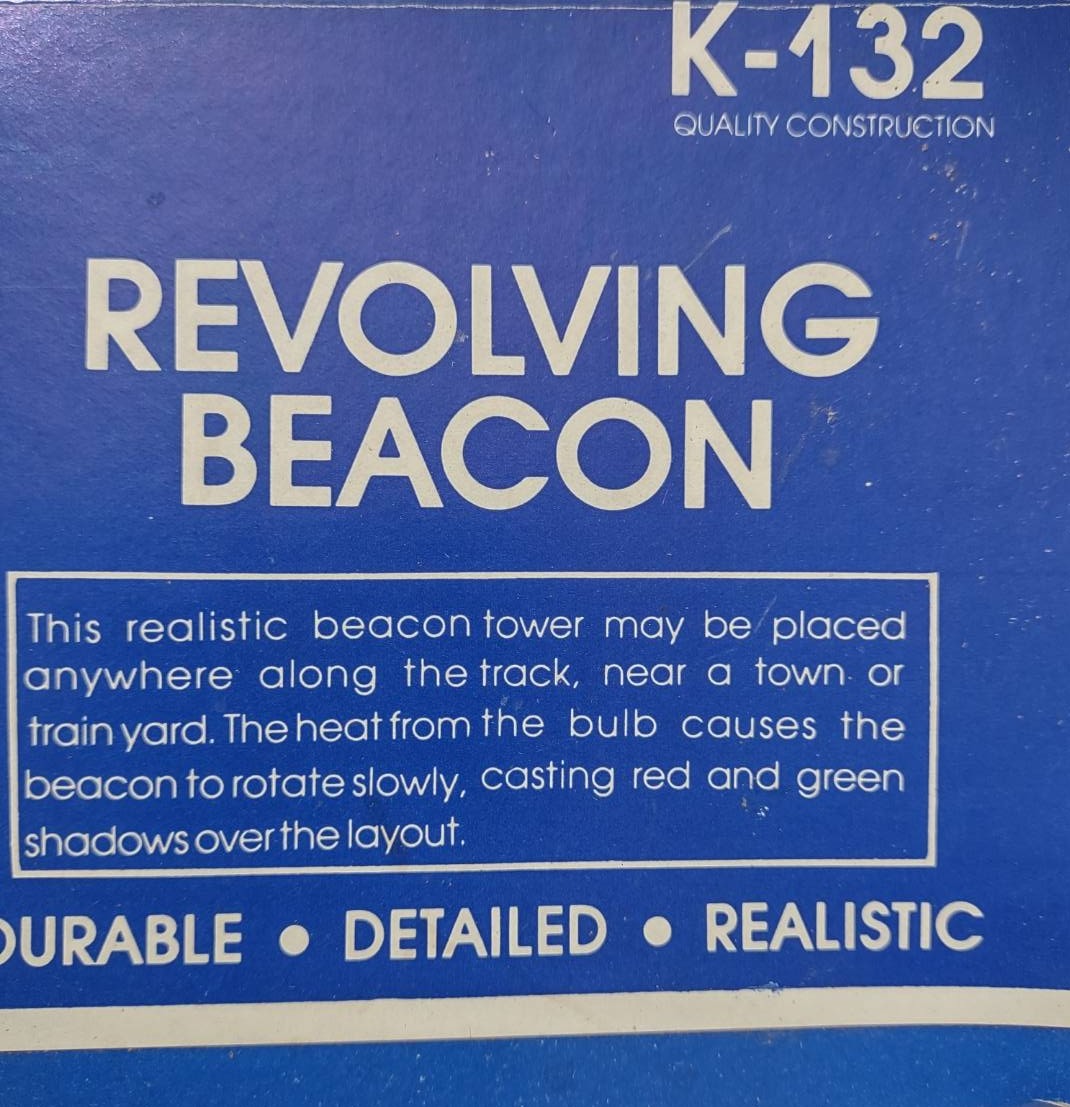 K-132
QUALITY CONSTRUCTION
REVOLVING
BEACON
This realistic beacon tower may be placed
anywhere along the track, near a town or
train yard. The heat from the bulb causes the
beacon to rotate slowly, casting red and green
shadows over the layout.
DURABLE • DETAILED • REALISTIC